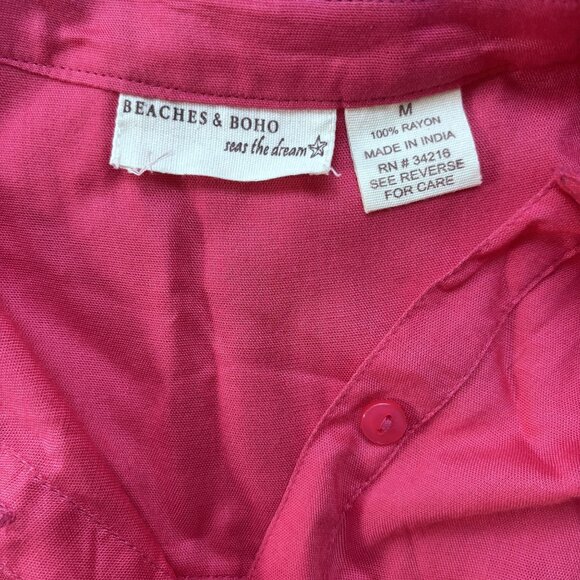 BEACHES & BOHO
seas the dream
M
100% RAYON
MADE IN INDIA
RN # 34216
SEE REVERSE
FOR CARE